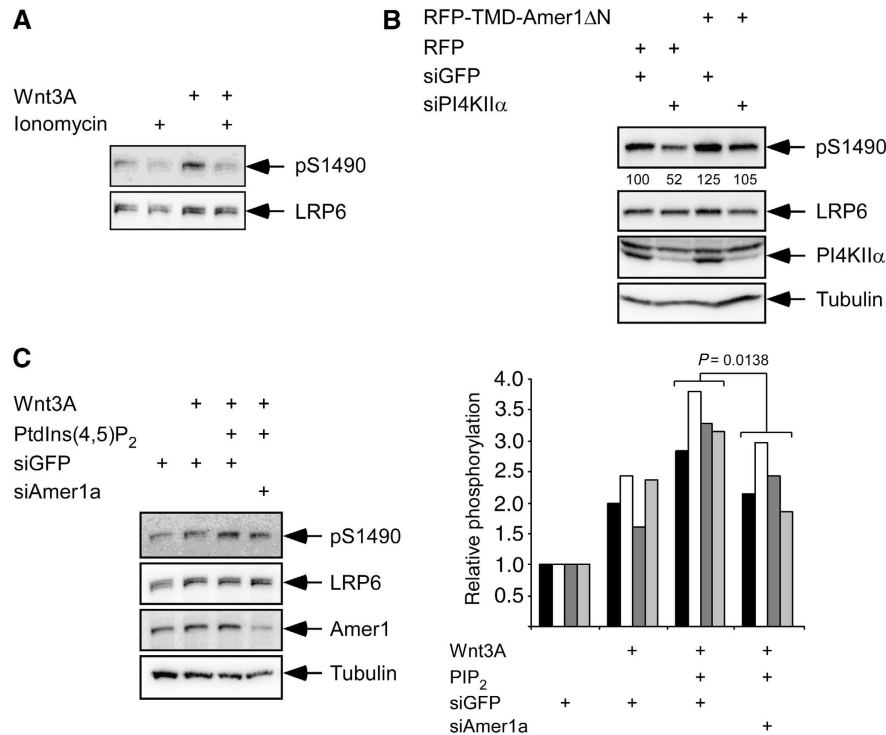 A
Wnt3A + +
Ionomycin + +
pS1490
LRP6
B
RFP-TMD-Amer1ΔN + +
RFP + +
siGFP + +
siPI4KIIα + +
pS1490
100 52 125 105
LRP6
PI4KIIα
Tubulin
C
Wnt3A + + +
PtdIns(4,5)P2 + +
siGFP + + +
siAmer1a +
pS1490
LRP6
Amer1
Tubulin
P = 0.0138
Relative phosphorylation
4.0
3.5
3.0
2.5
2.0
1.5
1.0
0.5
Wnt3A + + +
PIP2 + +
siGFP + + +
siAmer1a +